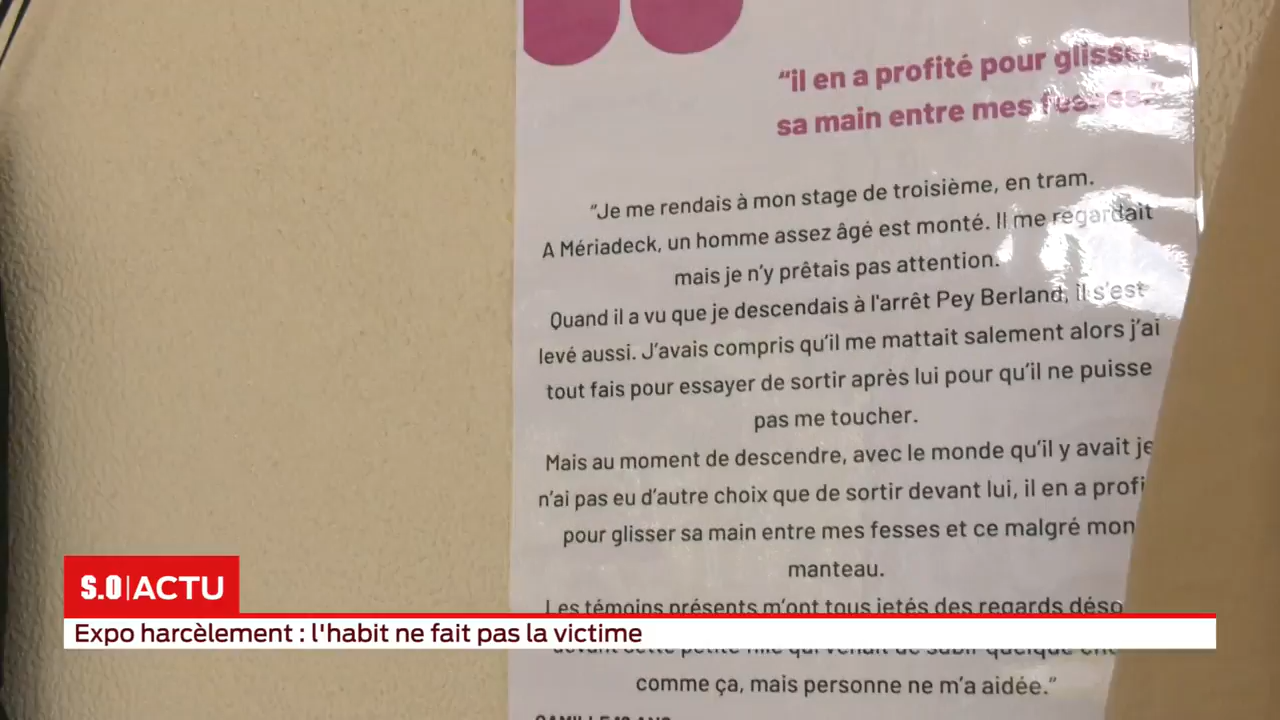 “il en a profité pour glisser
sa main entre mes fesses.”
“Je me rendais à mon stage de troisième, en tram.
A Mériadeck, un homme assez âgé est monté. Il me regardait
mais je n’y prêtais pas attention.
Quand il a vu que je descendais à l'arrêt Pey Berland, il s’est
levé aussi. J’avais compris qu’il me mattait salement alors j’ai
tout fais pour essayer de sortir après lui pour qu’il ne puisse
pas me toucher.
Mais au moment de descendre, avec le monde qu’il y avait je
n’ai pas eu d’autre choix que de sortir devant lui, il en a profi
pour glisser sa main entre mes fesses et ce malgré mon
manteau.
Les témoins présents m’ont tous jetés des regards déso
S.O|ACTU
Expo harcèlement : l'habit ne fait pas la victime
comme ça, mais personne ne m’a aidée.”